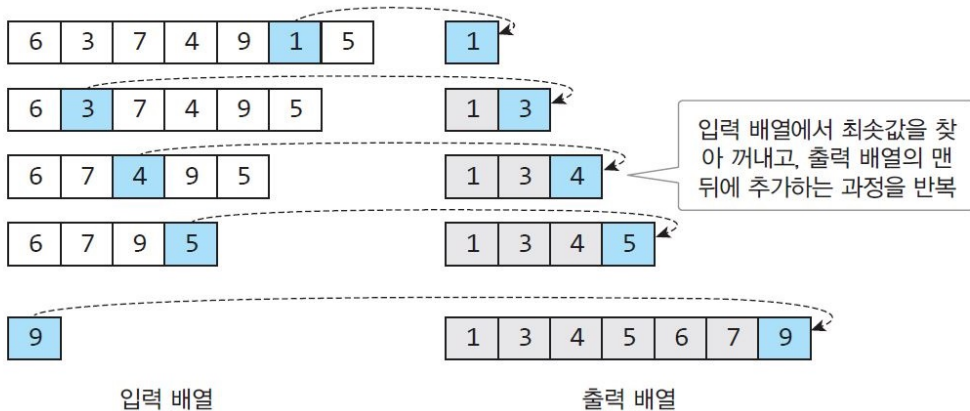 6 3 7 4 9 1 5 1
6 3 7 4 9 5 1 3
6 7 4 9 5 1 3 4
입력 배열에서 최솟값을 찾
아 꺼내고, 출력 배열의 맨
뒤에 추가하는 과정을 반복
6 7 9 5 1 3 4 5
9 1 3 4 5 6 7 9
입력 배열 출력 배열